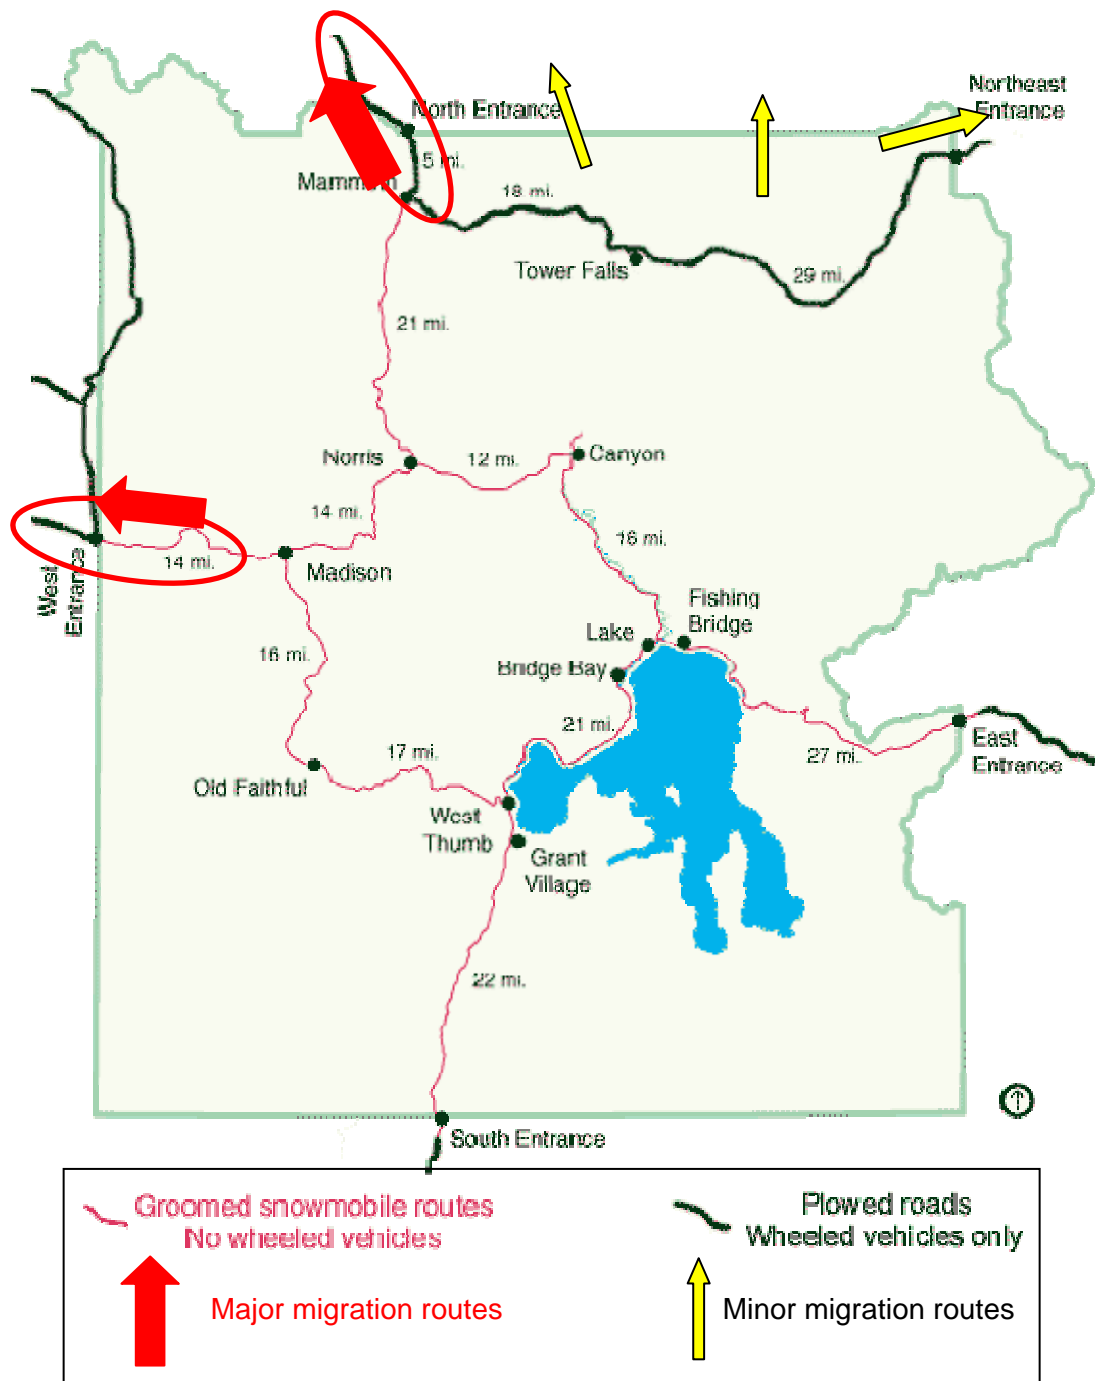 Northeast
Entrance
North Entrance
5 mi.
18 mi.
Tower Falls
29 mi.
21 mi.
Norris
12 mi.
Canyon
14 mi.
16 mi.
West
Entrance
14 mi.
Madison
Fishing
Bridge
Lake
16 mi.
Bridge Bay
21 mi.
East
Entrance
27 mi.
17 mi.
Old Faithful
West
Thumb
Grant
Village
22 mi.
South Entrance
Groomed snowmobile routes
No wheeled vehicles
Plowed roads
Wheeled vehicles only
Major migration routes
Minor migration routes